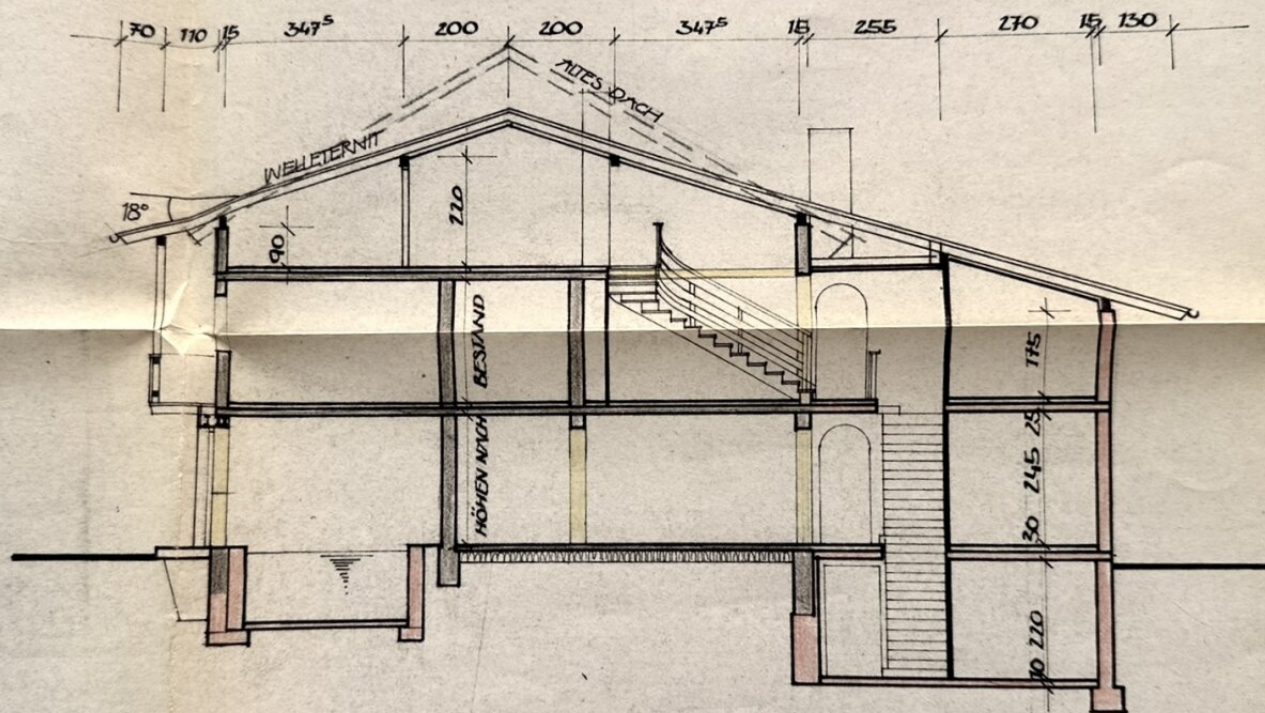 70 110 15 347⁵ 200 200 347⁵ 15 255 270 15 130
ALTES DACH
WELLETERNIT
18°
220
90
BESTAND
HÖHEN NACH
175
25
245
30
220
10